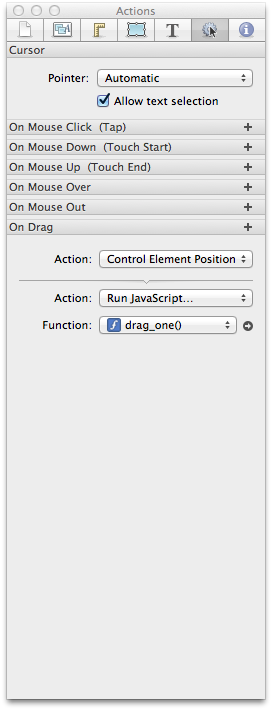 Actions
T
i
Cursor
Pointer: Automatic
Allow text selection
On Mouse Click (Tap) +
On Mouse Down (Touch Start) +
On Mouse Up (Touch End) +
On Mouse Over +
On Mouse Out +
On Drag +
Action: Control Element Position
Action: Run JavaScript...
Function: f drag_one()